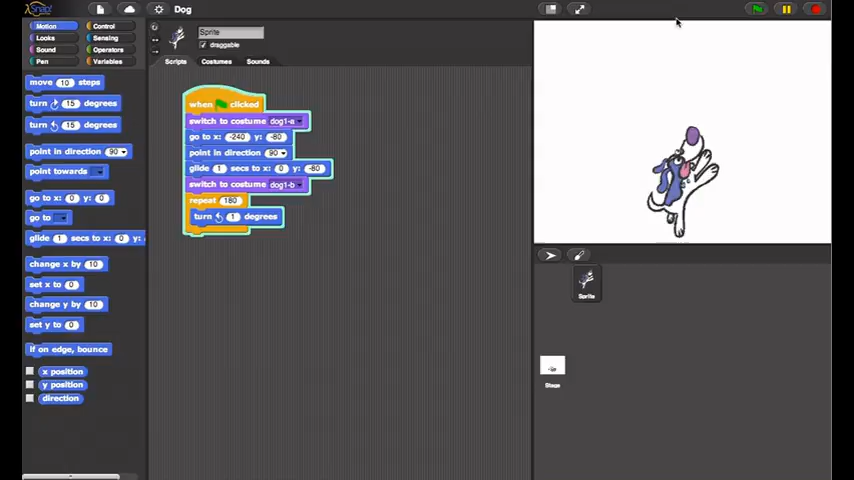 Snap!
Dog
Motion
Control
Looks
Sensing
Sound
Operators
Pen
Variables
Sprite
draggable
Scripts
Costumes
Sounds
move 10 steps
turn 15 degrees
turn 15 degrees
point in direction 90
point towards
go to x: 0 y: 0
go to
glide 1 secs to x: 0 y:
change x by 10
set x to 0
change y by 10
set y to 0
if on edge, bounce
x position
y position
direction
when clicked
switch to costume dog1-a
go to x: -240 y: -80
point in direction 90
glide 1 secs to x: 0 y: -80
switch to costume dog1-b
repeat 180
turn 1 degrees
Sprite
Stage